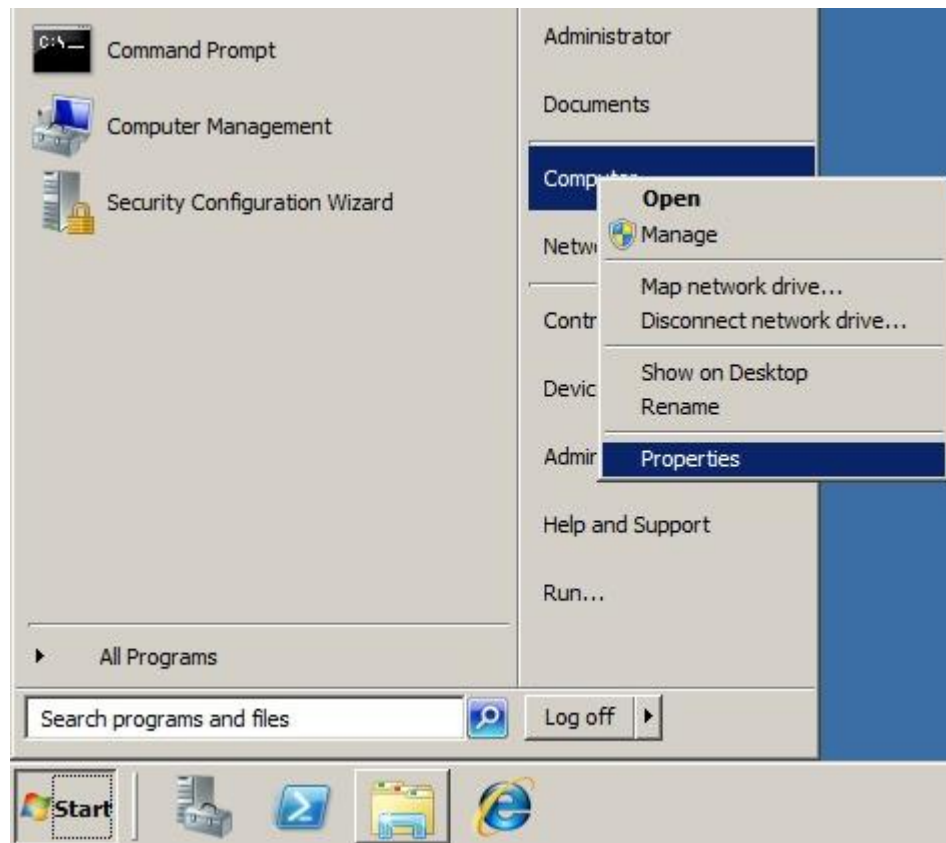 C:\_
Command Prompt
Computer Management
Security Configuration Wizard
All Programs
Search programs and files
Administrator
Documents
Open
Manage
Map network drive...
Disconnect network drive...
Show on Desktop
Rename
Properties
Help and Support
Run...
Log off
Start